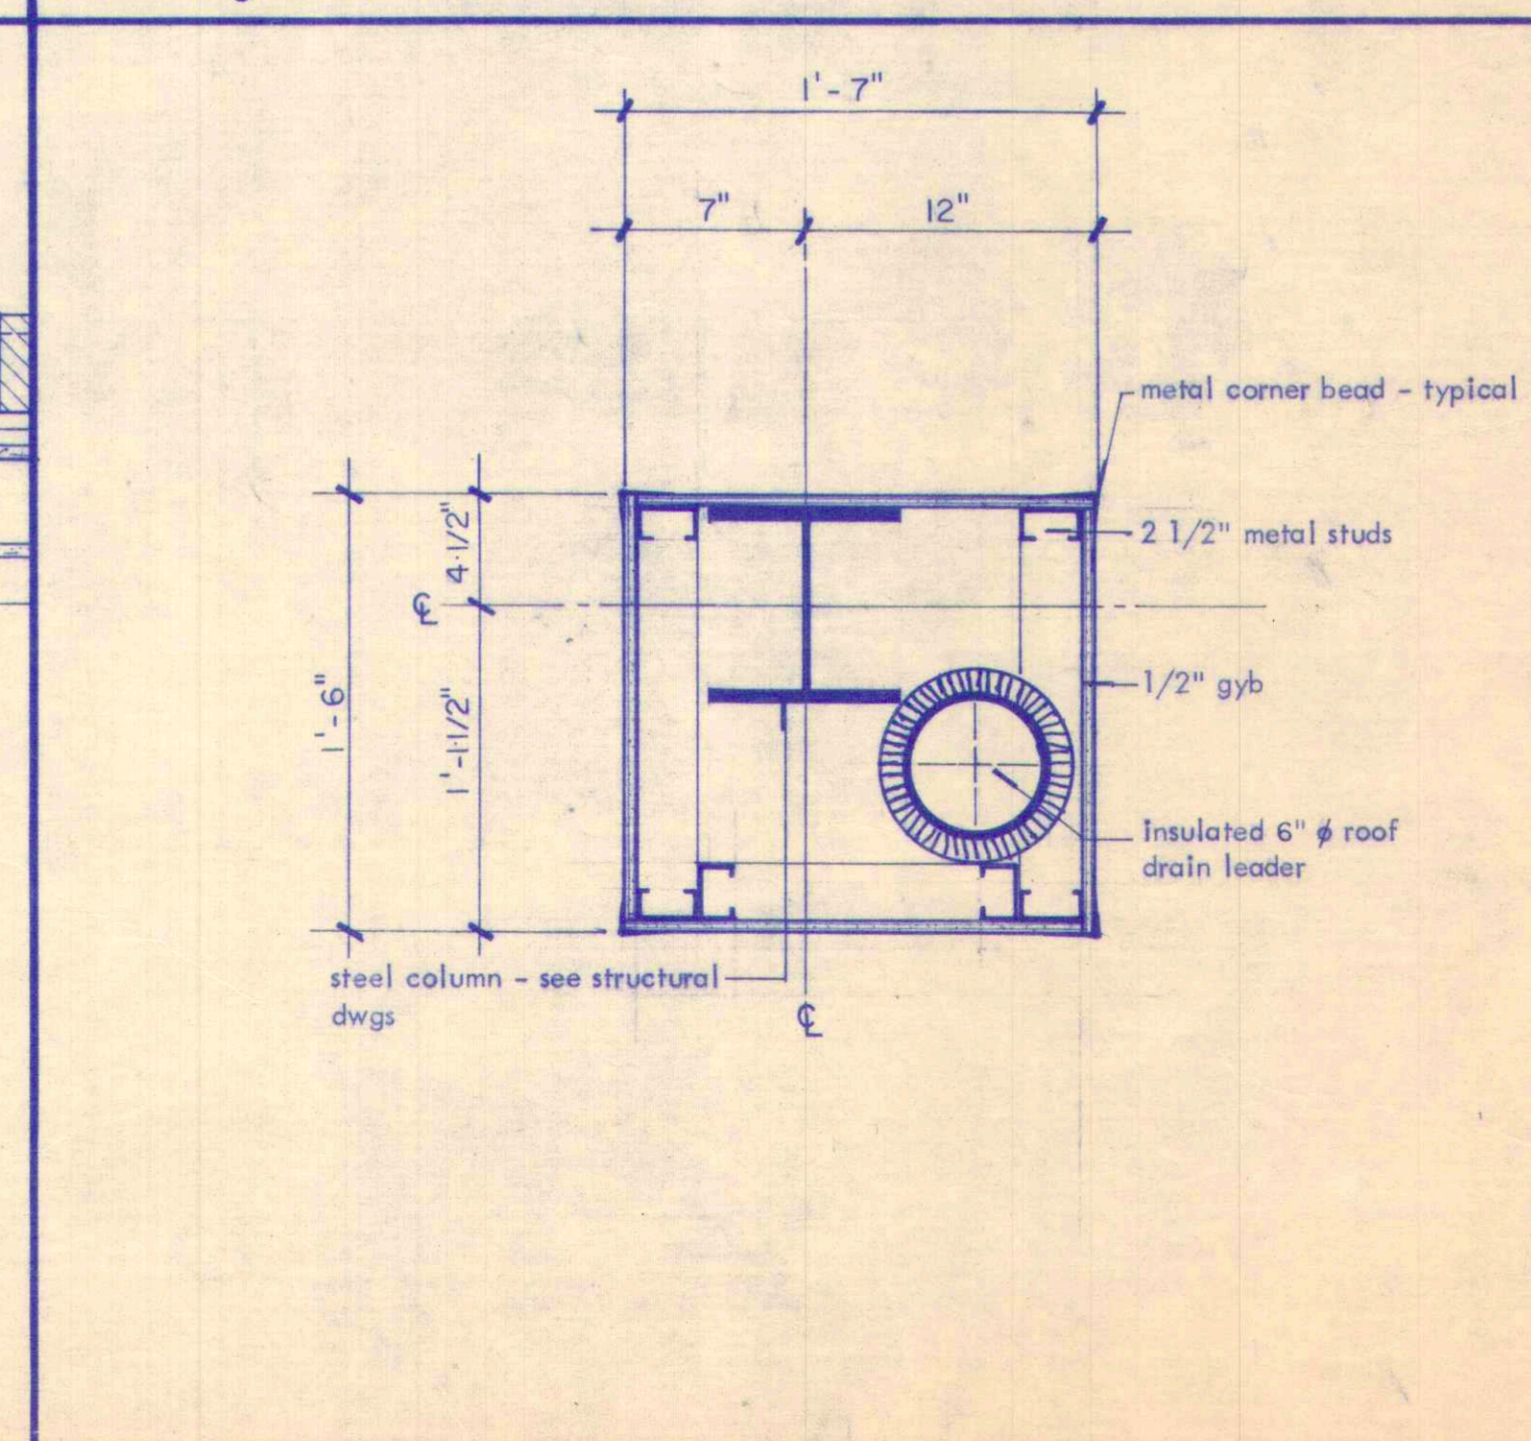 1'-7"
7"
12"
metal corner bead - typical
4·1/2"
2 1/2" metal studs
℄
1'-6"
1'-1·1/2"
1/2" gyb
insulated 6" ϕ roof
drain leader
steel column - see structural
dwgs
℄